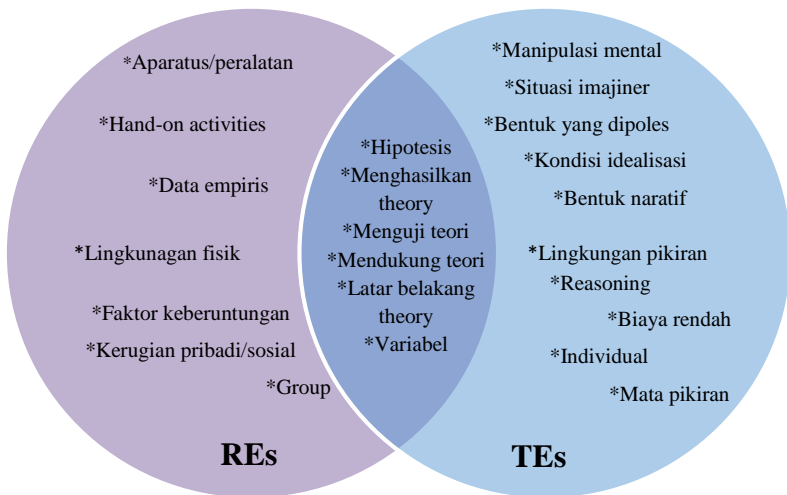 *Aparatus/peralatan
*Hand-on activities
*Data empiris
*Lingkunagan fisik
*Faktor keberuntungan
*Kerugian pribadi/sosial
*Group
REs
*Hipotesis
*Menghasilkan
theory
*Menguji teori
*Mendukung teori
*Latar belakang
theory
*Variabel
*Manipulasi mental
*Situasi imajiner
*Bentuk yang dipoles
*Kondisi idealisasi
*Bentuk naratif
*Lingkungan pikiran
*Reasoning
*Biaya rendah
*Individual
*Mata pikiran
TEs